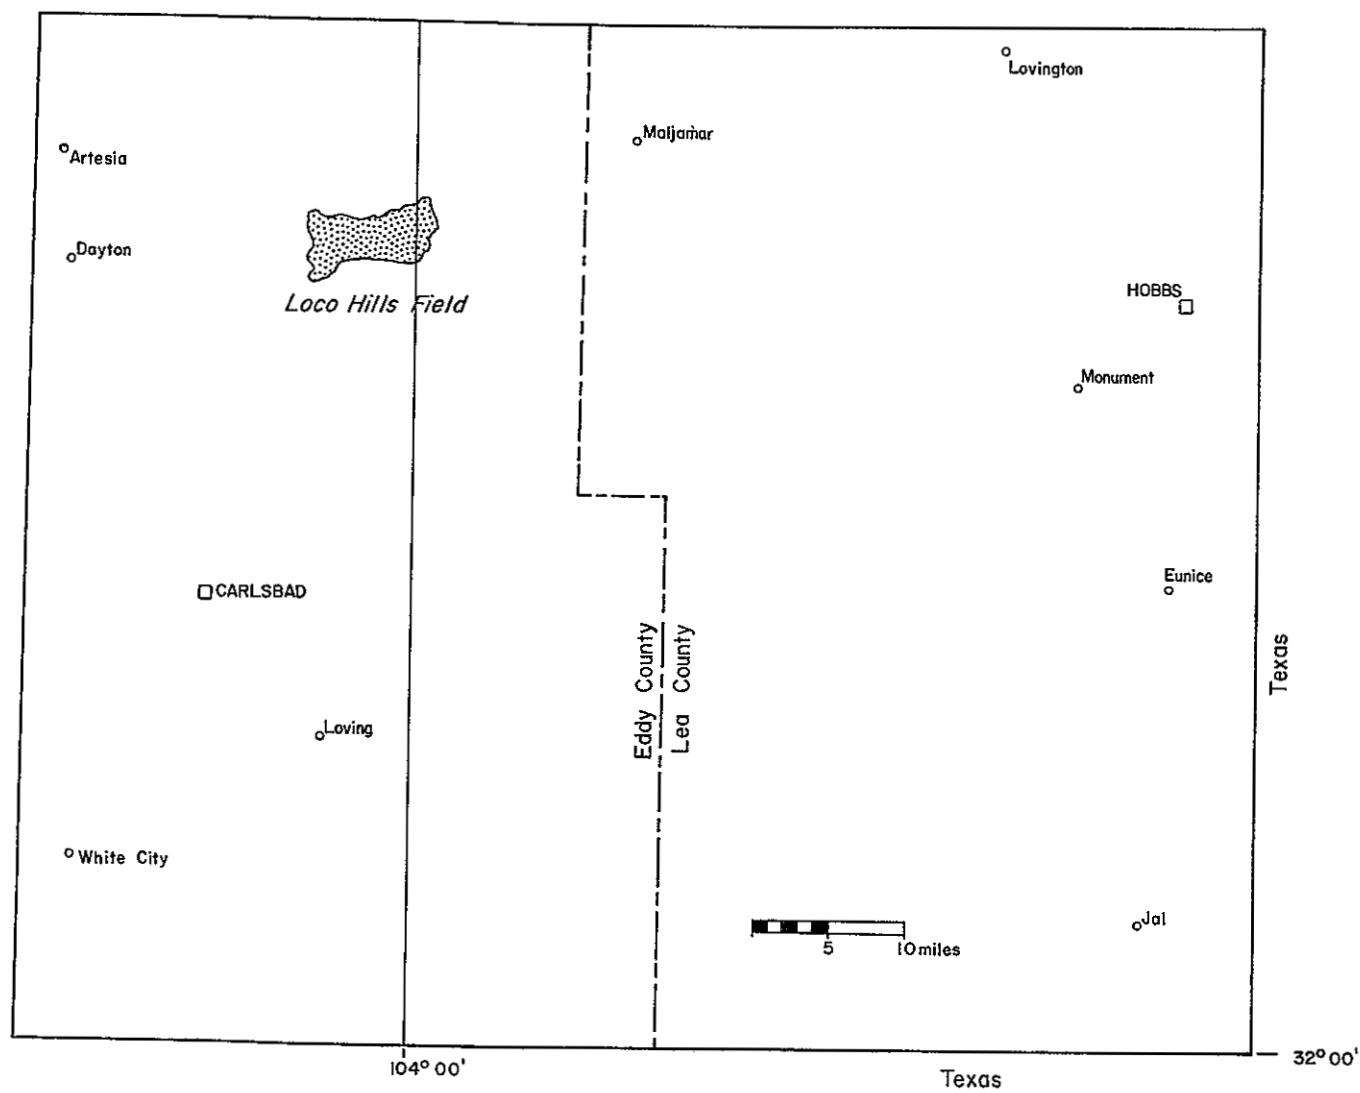 Lovington
Maljamar
Artesia
Dayton
HOBBS
Loco Hills Field
Monument
Eunice
CARLSBAD
Eddy County
Lea County
Texas
Loving
White City
Jal
5
10 miles
32° 00'
104° 00'
Texas